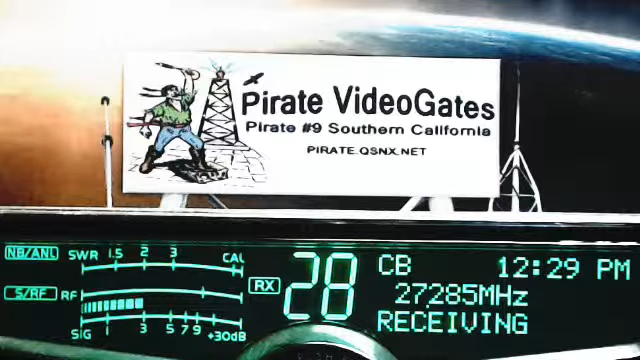 Pirate VideoGates
Pirate #9 Southern California
PIRATE.QSNX.NET
NB/ANL SWR 1.5 2 3 CAL
S/RF RF
SIG 1 3 5 7 9 +30dB
RX 28 CB 12:29 PM
27285MHz
RECEIVING